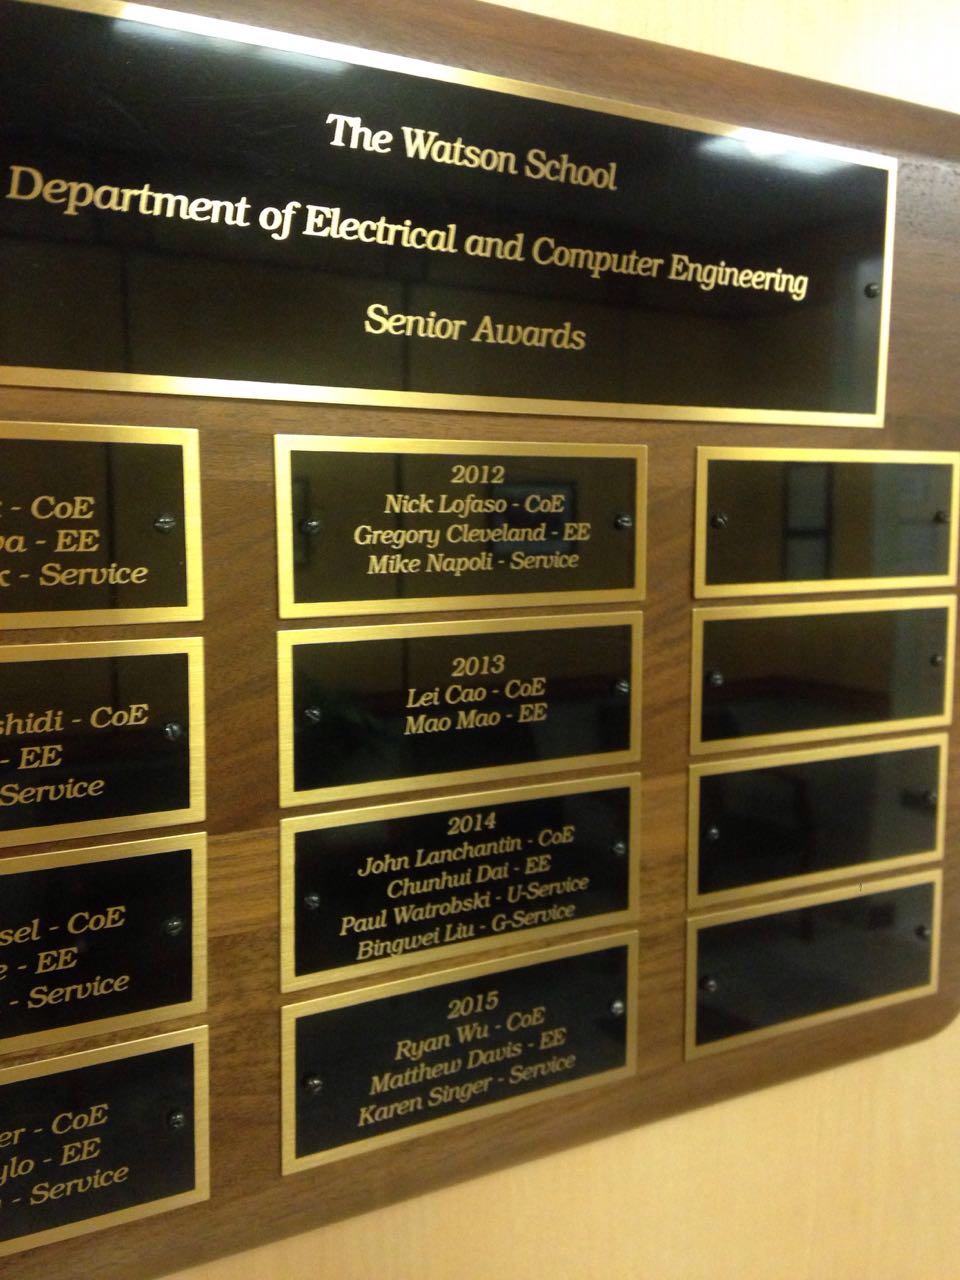 The Watson School
Department of Electrical and Computer Engineering
Senior Awards
- CoE
- EE
- Service
- CoE
- EE
Service
- CoE
- EE
- Service
- CoE
- EE
- Service
2012
Nick Lofaso - CoE
Gregory Cleveland - EE
Mike Napoli - Service
2013
Lei Cao - CoE
Mao Mao - EE
2014
John Lanchantin - CoE
Chunhui Dai - EE
Paul Watrobski - U-Service
Bingwei Liu - G-Service
2015
Ryan Wu - CoE
Matthew Davis - EE
Karen Singer - Service